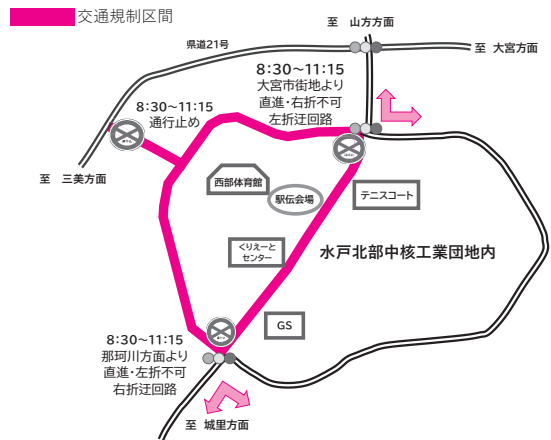 交通規制区間
至 山方方面
県道21号
至 大宮方面
8:30〜11:15
大宮市街地より
直進・右折不可
左折迂回路
8:30〜11:15
通行止め
至 三美方面
西部体育館
駅伝会場
テニスコート
くりえーと
センター
水戸北部中核工業団地内
GS
8:30〜11:15
那珂川方面より
直進・左折不可
右折迂回路
至 城里方面